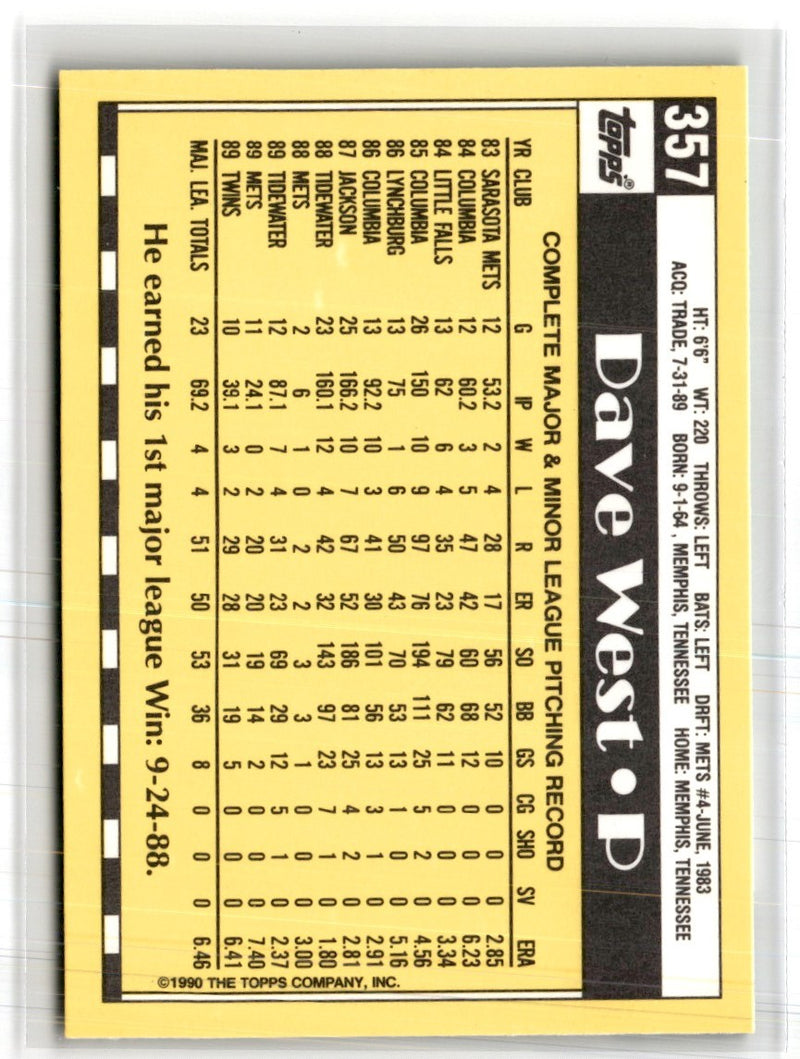 357
HT: 6'6" WT: 220 THROWS: LEFT BATS: LEFT DRFT: METS #4-JUNE, 1983
ACQ: TRADE, 7-31-89 BORN: 9-1-64, MEMPHIS, TENNESSEE HOME: MEMPHIS, TENNESSEE
topps® Dave West • P
COMPLETE MAJOR & MINOR LEAGUE PITCHING RECORD
YR CLUB G IP W L R ER SO BB GS CG SHO SV ERA
83 SARASOTA METS 12 53.2 2 4 28 17 56 52 10 0 0 0 2.85
84 COLUMBIA 12 60.2 3 5 47 42 60 68 12 0 0 0 6.23
84 LITTLE FALLS 13 62 6 4 35 23 79 62 11 0 0 0 3.34
85 COLUMBIA 26 150 10 9 97 76 194 111 25 5 2 0 4.56
86 LYNCHBURG 13 75 1 6 50 43 70 53 13 1 0 0 5.16
86 COLUMBIA 13 92.2 10 3 41 30 101 56 13 3 1 0 2.91
87 JACKSON 25 166.2 10 7 67 52 186 81 25 4 2 0 2.81
88 TIDEWATER 23 160.1 12 4 42 32 143 97 23 7 1 0 1.80
88 METS 2 6 1 0 2 2 3 3 1 0 0 0 3.00
89 TIDEWATER 12 87.1 7 4 31 23 69 29 12 5 1 0 2.37
89 METS 11 24.1 0 2 20 20 19 14 2 0 0 0 7.40
89 TWINS 10 39.1 3 2 29 28 31 19 5 0 0 0 6.41
MAJ. LEA. TOTALS 23 69.2 4 4 51 50 53 36 8 0 0 0 6.46
He earned his 1st major league Win: 9-24-88.
©1990 THE TOPPS COMPANY, INC.